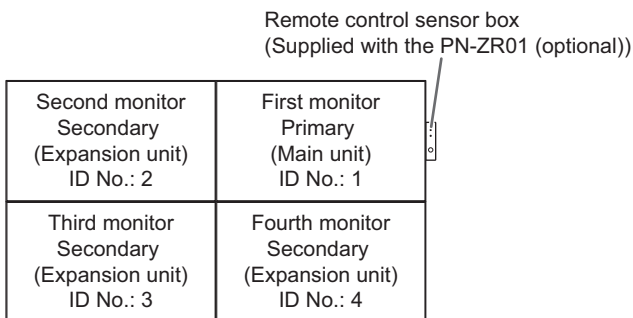 Remote control sensor box
(Supplied with the PN-ZR01 (optional))
Second monitor
Secondary
(Expansion unit)
ID No.: 2
First monitor
Primary
(Main unit)
ID No.: 1
Third monitor
Secondary
(Expansion unit)
ID No.: 3
Fourth monitor
Secondary
(Expansion unit)
ID No.: 4